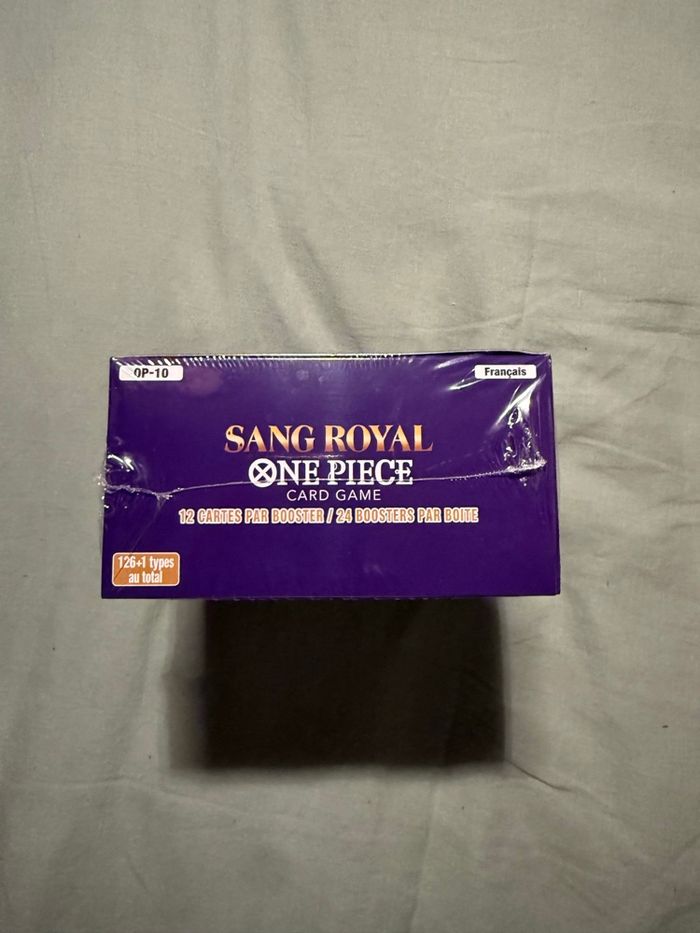 OP-10
Français
SANG ROYAL
ONE PIECE
CARD GAME
12 CARTES PAR BOOSTER / 24 BOOSTERS PAR BOITE
126+1 types
au total